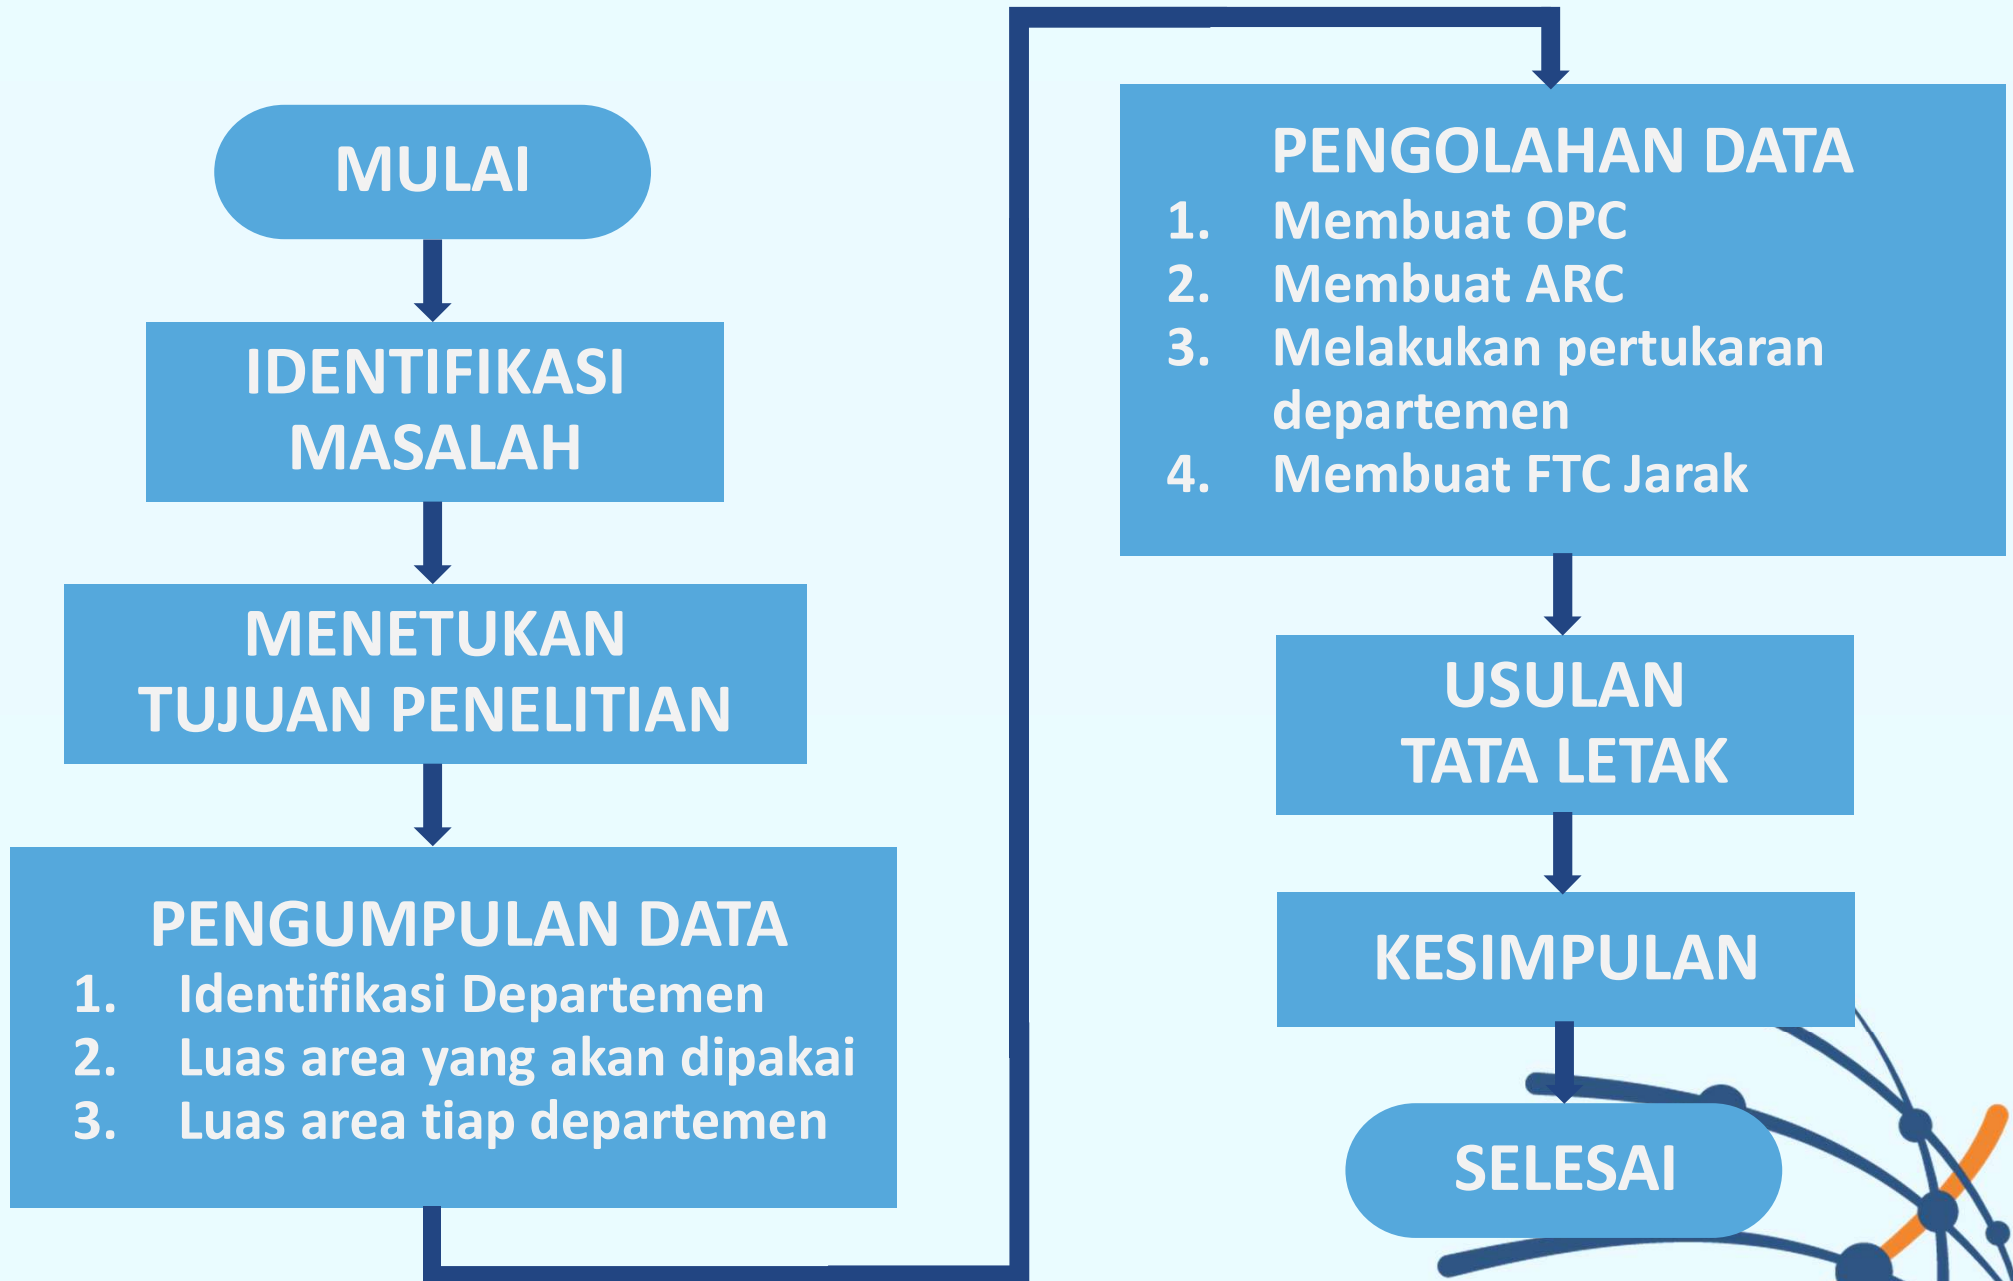 MULAI
IDENTIFIKASI
MASALAH
MENETUKAN
TUJUAN PENELITIAN
PENGUMPULAN DATA
1. Identifikasi Departemen
2. Luas area yang akan dipakai
3. Luas area tiap departemen
PENGOLAHAN DATA
1. Membuat OPC
2. Membuat ARC
3. Melakukan pertukaran
departemen
4. Membuat FTC Jarak
USULAN
TATA LETAK
KESIMPULAN
SELESAI